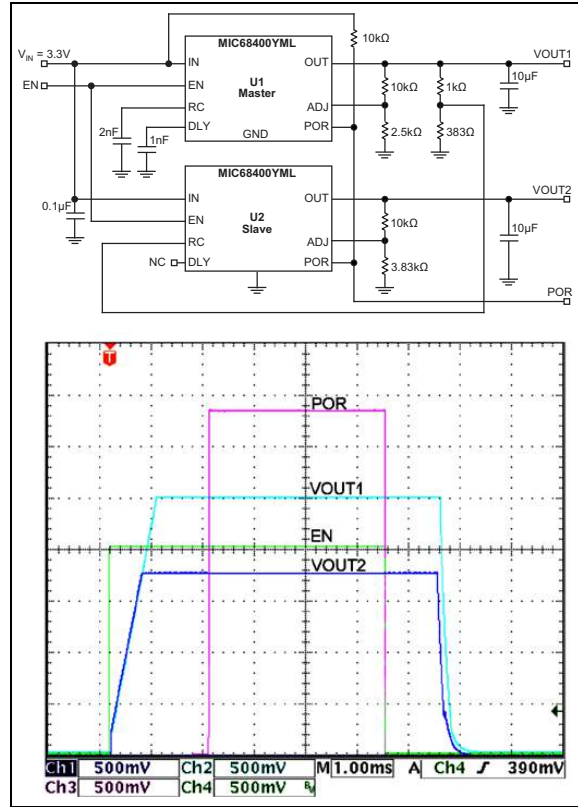 MIC68400YML
V_IN = 3.3V
EN
IN
EN
RC
DLY
U1
Master
GND
OUT
ADJ
POR
10kΩ
VOUT1
10kΩ
1kΩ
10µF
2.5kΩ
383Ω
2nF
1nF
MIC68400YML
IN
EN
RC
DLY
U2
Slave
OUT
ADJ
POR
0.1µF
NC
VOUT2
10kΩ
10µF
3.83kΩ
POR
T
POR
VOUT1
EN
VOUT2
Ch1 500mV Ch2 500mV M 1.00ms A Ch4 390mV
Ch3 500mV Ch4 500mV